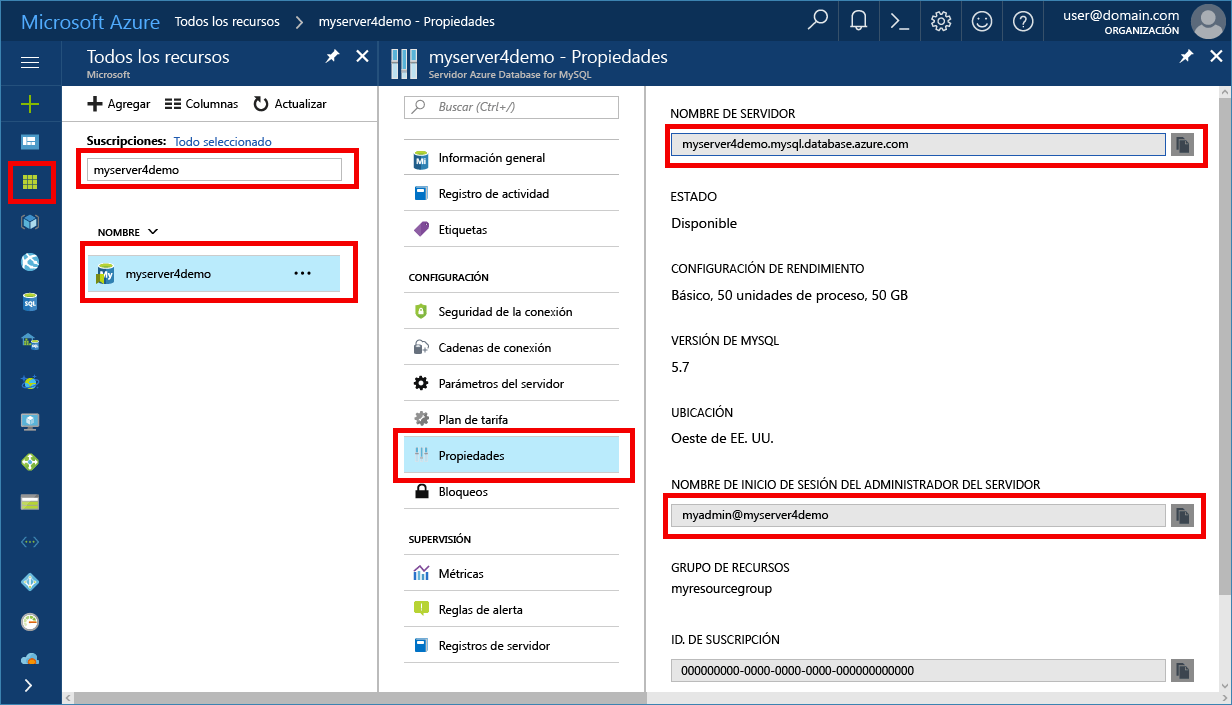 Microsoft Azure Todos los recursos myserver4demo - Propiedades
user@domain.com
ORGANIZACIÓN
Todos los recursos
Microsoft
myserver4demo - Propiedades
Servidor Azure Database for MySQL
Agregar Columnas Actualizar
Suscripciones: Todo seleccionado
myserver4demo
NOMBRE
My
myserver4demo
SQL
Buscar (Ctrl+/)
Mi
Información general
Registro de actividad
Etiquetas
CONFIGURACIÓN
Seguridad de la conexión
Cadenas de conexión
Parámetros del servidor
Plan de tarifa
Propiedades
Bloqueos
SUPERVISIÓN
Métricas
Reglas de alerta
Registros de servidor
NOMBRE DE SERVIDOR
myserver4demo.mysql.database.azure.com
ESTADO
Disponible
CONFIGURACIÓN DE RENDIMIENTO
Básico, 50 unidades de proceso, 50 GB
VERSIÓN DE MYSQL
5.7
UBICACIÓN
Oeste de EE. UU.
NOMBRE DE INICIO DE SESIÓN DEL ADMINISTRADOR DEL SERVIDOR
myadmin@myserver4demo
GRUPO DE RECURSOS
myresourcegroup
ID. DE SUSCRIPCIÓN
000000000-0000-0000-0000-000000000000